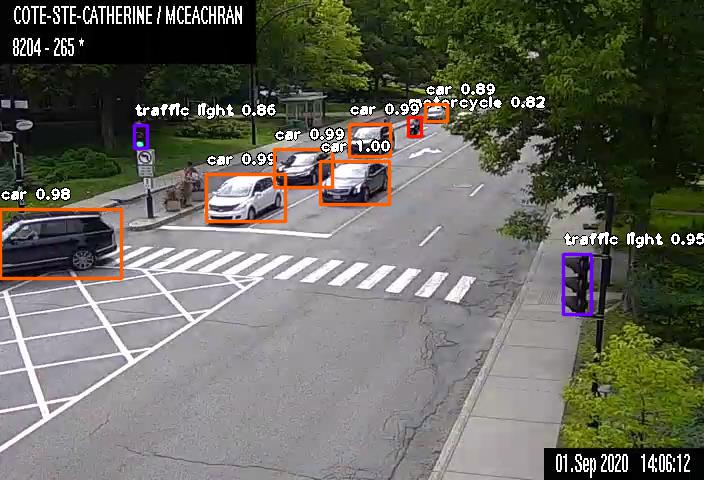 COTE-STE-CATHERINE / MCEACHRAN
8204 - 265 *
car 0.89
motorcycle 0.82
traffic light 0.86
car 0.99
car 0.99
car 1.00
car 0.99
car 0.98
traffic light 0.95
01.Sep 2020 14:06:12